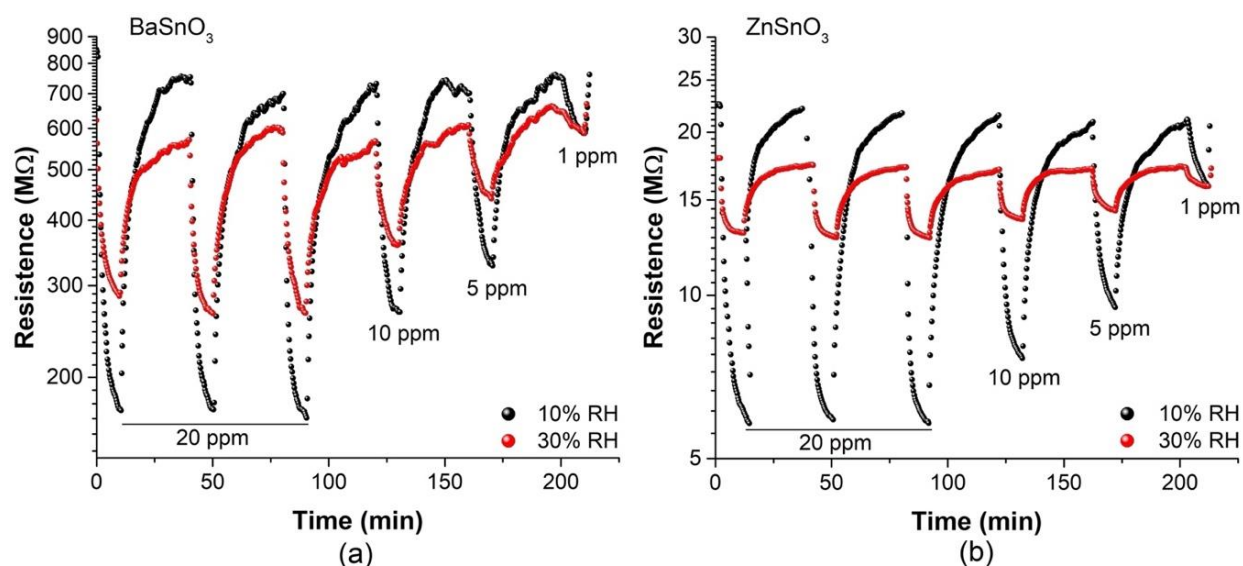 BaSnO3
900
800
700
600
500
400
300
200
Resistence (MΩ)
1 ppm
5 ppm
10 ppm
20 ppm
10% RH
30% RH
0
50
100
150
200
Time (min)
(a)
ZnSnO3
30
25
20
15
10
5
Resistence (MΩ)
1 ppm
5 ppm
10 ppm
20 ppm
10% RH
30% RH
0
50
100
150
200
Time (min)
(b)